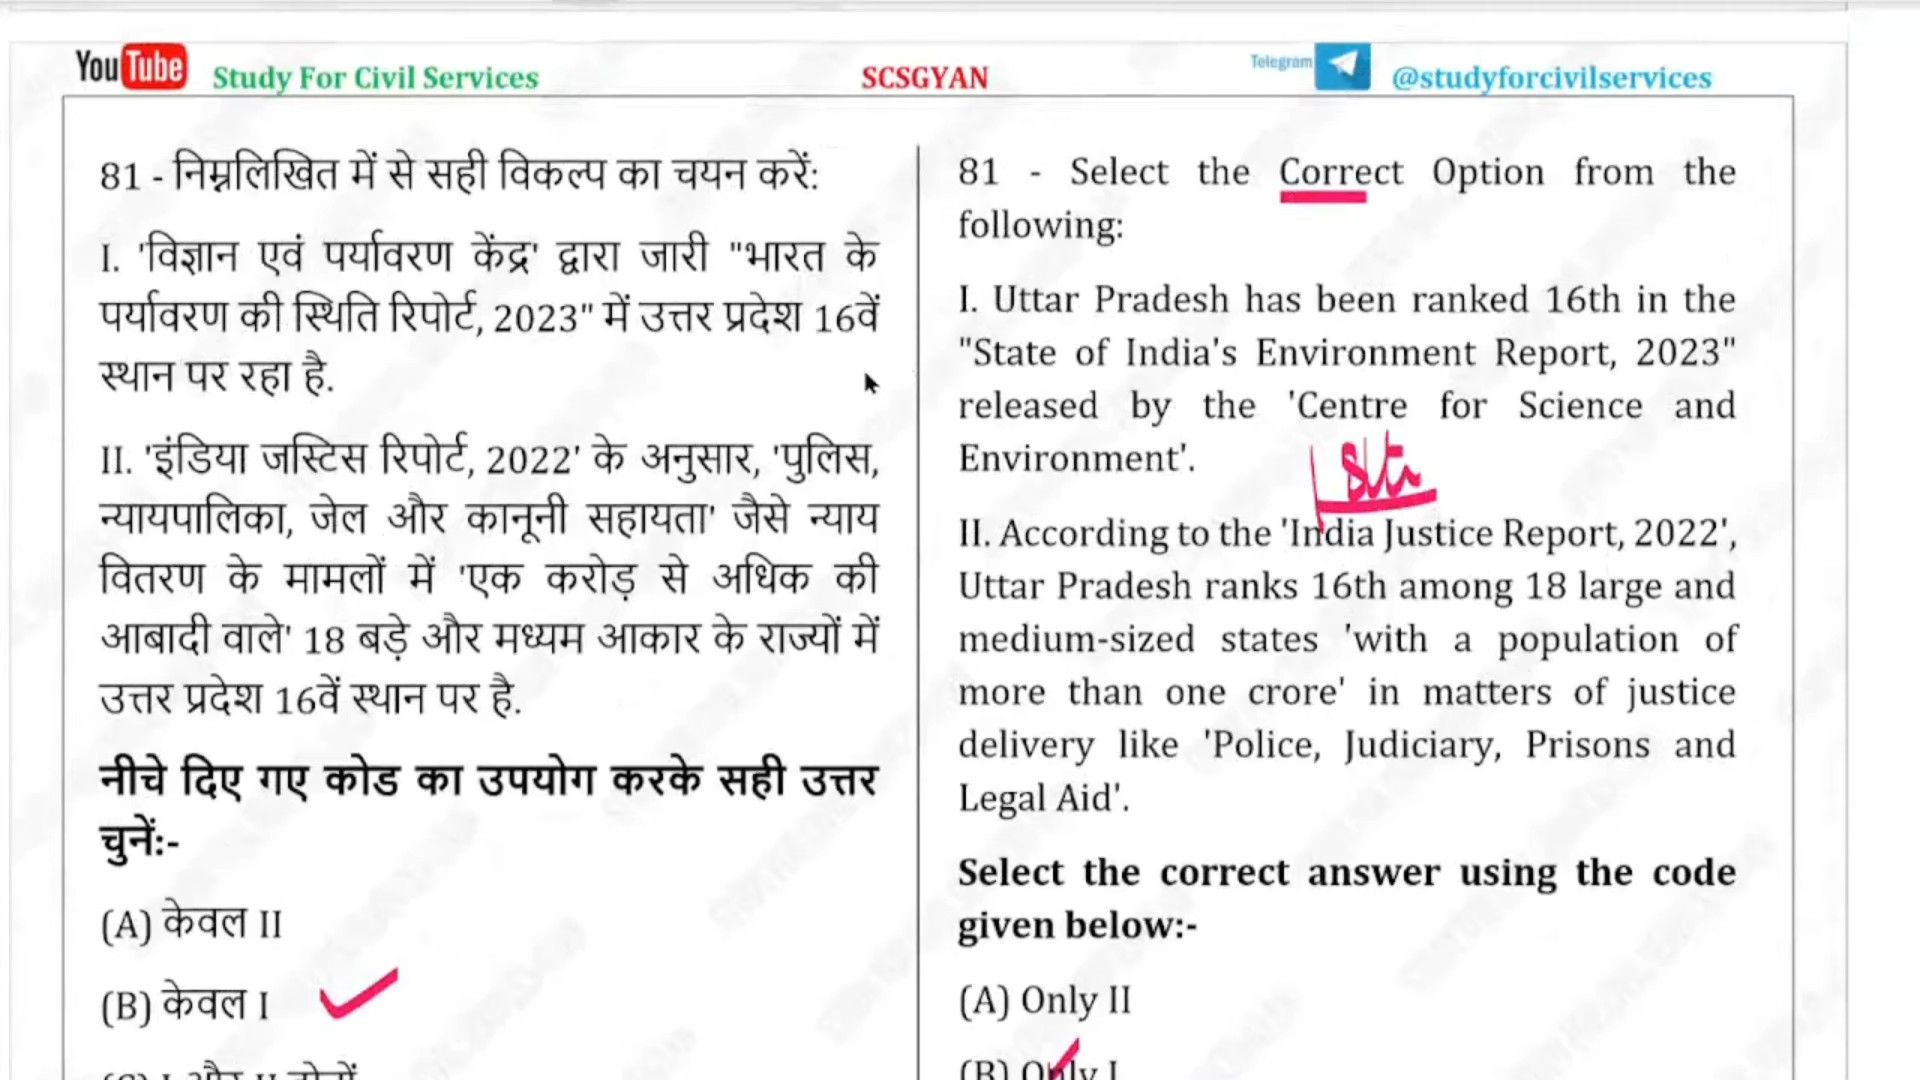 YouTube Study For Civil Services SCSGYAN Telegram @studyforcivilservices
81 - निम्नलिखित में से सही विकल्प का चयन करें:
I. 'विज्ञान एवं पर्यावरण केंद्र' द्वारा जारी "भारत के
पर्यावरण की स्थिति रिपोर्ट, 2023" में उत्तर प्रदेश 16वें
स्थान पर रहा है.
II. 'इंडिया जस्टिस रिपोर्ट, 2022' के अनुसार, 'पुलिस,
न्यायपालिका, जेल और कानूनी सहायता' जैसे न्याय
वितरण के मामलों में 'एक करोड़ से अधिक की
आबादी वाले' 18 बड़े और मध्यम आकार के राज्यों में
उत्तर प्रदेश 16वें स्थान पर है.
नीचे दिए गए कोड का उपयोग करके सही उत्तर
चुनें:-
(A) केवल II
(B) केवल I
(C) I और II दोनों
81 - Select the Correct Option from the
following:
I. Uttar Pradesh has been ranked 16th in the
"State of India's Environment Report, 2023"
released by the 'Centre for Science and
Environment'.
II. According to the 'India Justice Report, 2022',
Uttar Pradesh ranks 16th among 18 large and
medium-sized states 'with a population of
more than one crore' in matters of justice
delivery like 'Police, Judiciary, Prisons and
Legal Aid'.
Select the correct answer using the code
given below:-
(A) Only II
(B) Only I